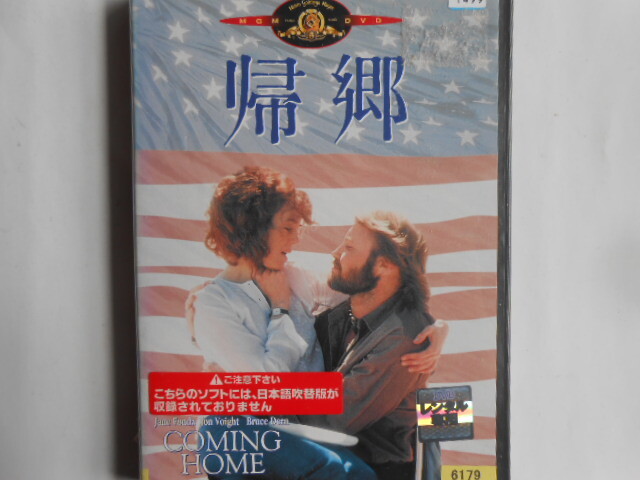 MGM DVD
帰郷
ご注意下さい
こちらのソフトには、日本語吹替版が
収録されておりません
Jane Fonda Jon Voight Bruce Dern
COMING
HOME
レンタル
6179